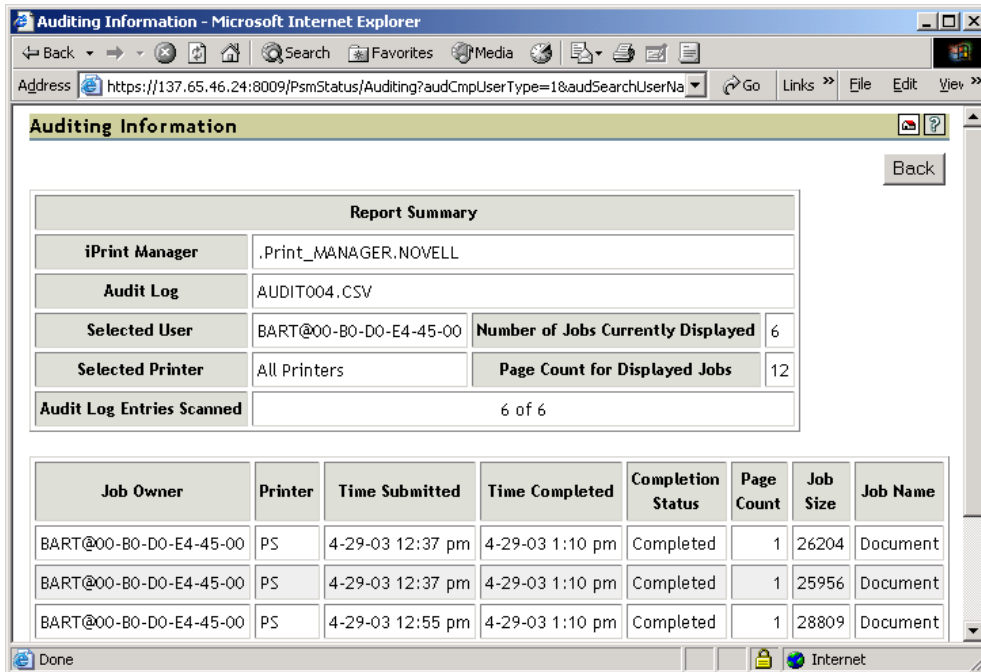 Auditing Information - Microsoft Internet Explorer
Back Search Favorites Media
Address https://137.65.46.24:8009/PsmStatus/Auditing?audCmpUserType=1&audSearchUserNa Go Links » File Edit View »
Auditing Information
Back
Report Summary
iPrint Manager .Print_MANAGER.NOVELL
Audit Log AUDIT004.CSV
Selected User BART@00-B0-D0-E4-45-00 Number of Jobs Currently Displayed 6
Selected Printer All Printers Page Count for Displayed Jobs 12
Audit Log Entries Scanned 6 of 6
Job Owner Printer Time Submitted Time Completed Completion Status Page Count Job Size Job Name
BART@00-B0-D0-E4-45-00 PS 4-29-03 12:37 pm 4-29-03 1:10 pm Completed 1 26204 Document
BART@00-B0-D0-E4-45-00 PS 4-29-03 12:37 pm 4-29-03 1:10 pm Completed 1 25956 Document
BART@00-B0-D0-E4-45-00 PS 4-29-03 12:55 pm 4-29-03 1:10 pm Completed 1 28809 Document
Done Internet